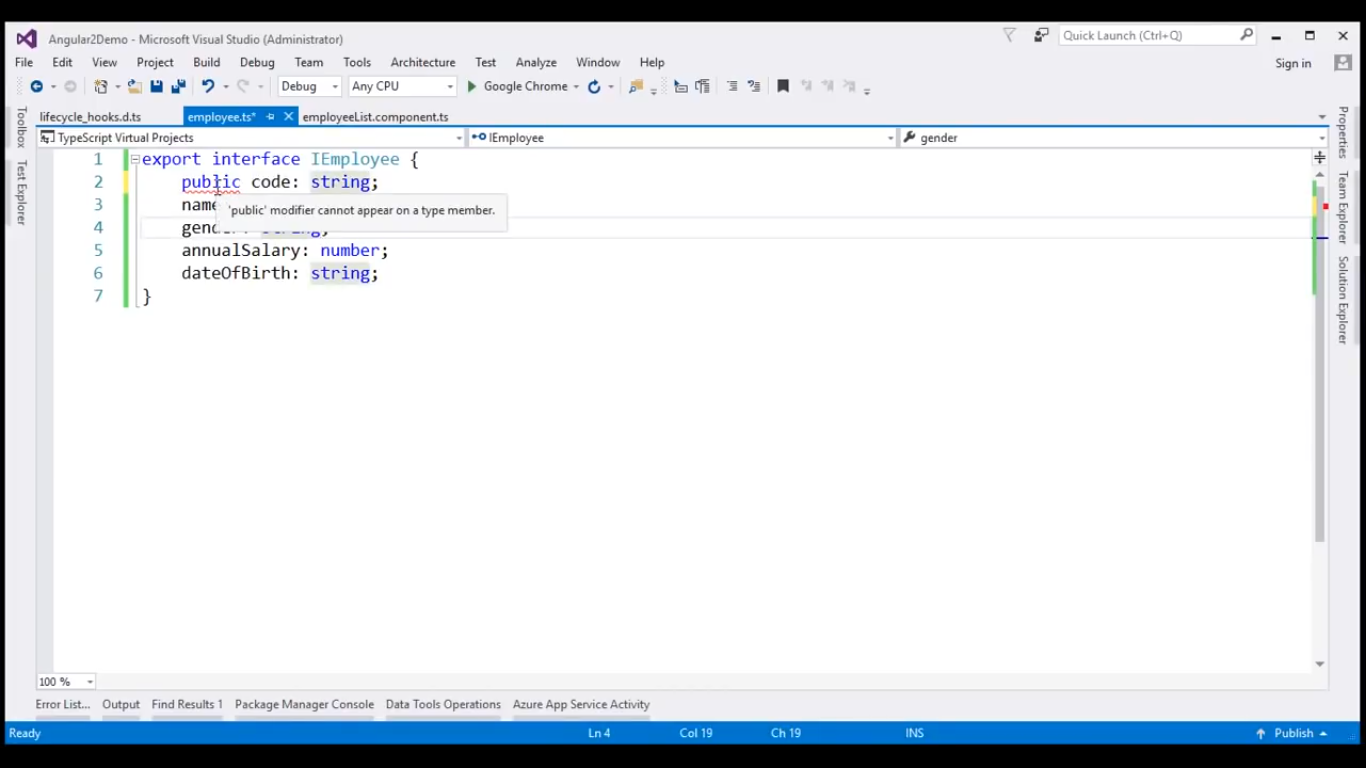 Angular2Demo - Microsoft Visual Studio (Administrator)
Quick Launch (Ctrl+Q)
File Edit View Project Build Debug Team Tools Architecture Test Analyze Window Help
Sign in
Debug Any CPU Google Chrome
lifecycle_hooks.d.ts employee.ts* employeeList.component.ts
TypeScript Virtual Projects IEmployee gender
Toolbox
Test Explorer
1 export interface IEmployee {
2 public code: string;
3 name
'public' modifier cannot appear on a type member.
4 gender: string;
5 annualSalary: number;
6 dateOfBirth: string;
7 }
Properties
Team Explorer
Solution Explorer
100 %
Error List... Output Find Results 1 Package Manager Console Data Tools Operations Azure App Service Activity
Ready Ln 4 Col 19 Ch 19 INS Publish